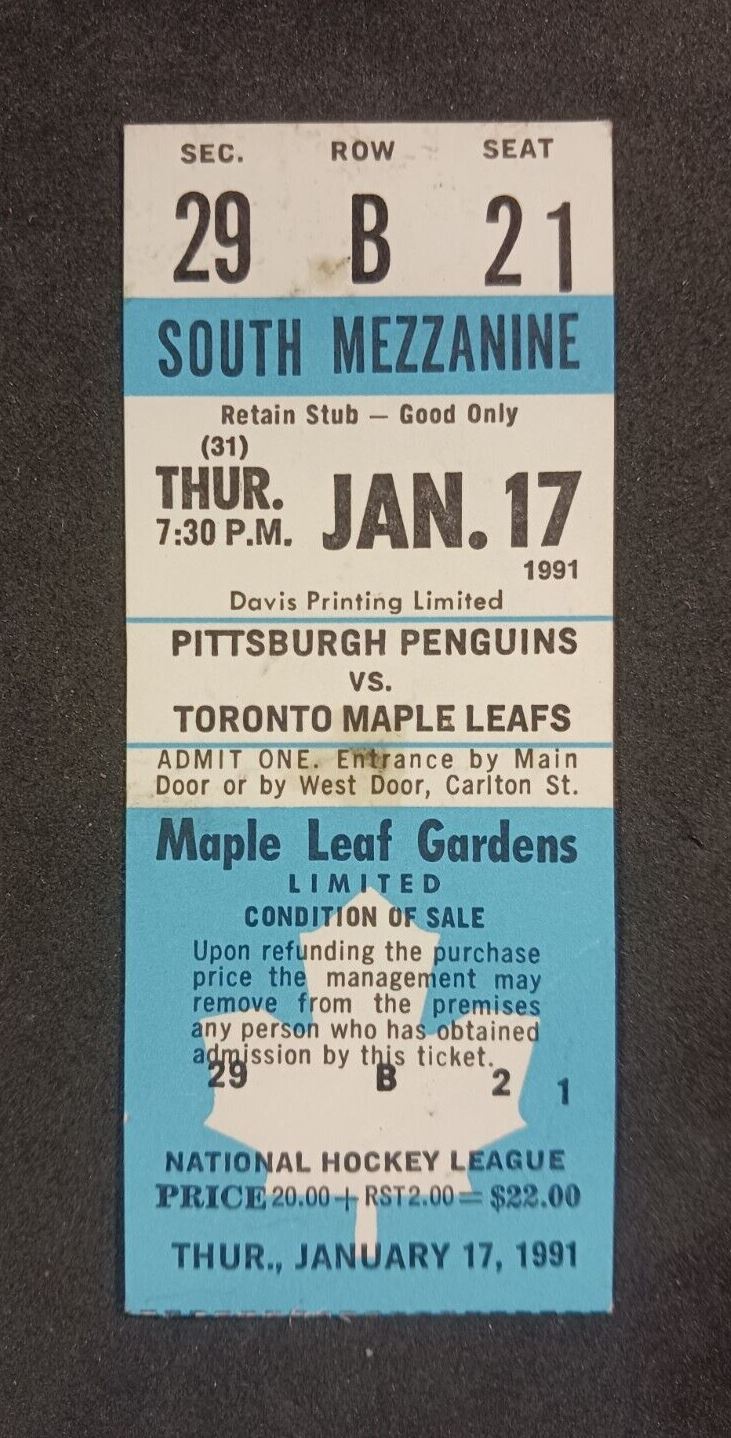 SEC. ROW SEAT
29 B 21
SOUTH MEZZANINE
Retain Stub — Good Only
(31)
THUR. JAN. 17
7:30 P.M.
1991
Davis Printing Limited
PITTSBURGH PENGUINS
VS.
TORONTO MAPLE LEAFS
ADMIT ONE. Entrance by Main
Door or by West Door, Carlton St.
Maple Leaf Gardens
LIMITED
CONDITION OF SALE
Upon refunding the purchase
price the management may
remove from the premises
any person who has obtained
admission by this ticket.
29 B 2 1
NATIONAL HOCKEY LEAGUE
PRICE 20.00 + RST 2.00 = $22.00
THUR., JANUARY 17, 1991